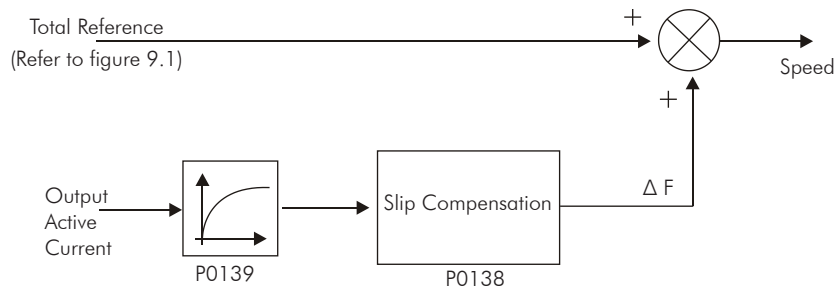 Total Reference
(Refer to figure 9.1)
+
Speed
+
Output
Active
Current
P0139
Slip Compensation
P0138
Δ F